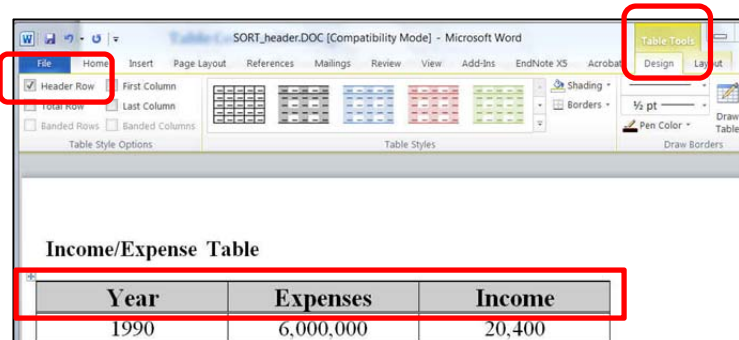 W SORT_header.DOC [Compatibility Mode] - Microsoft Word Table Tools
File Home Insert Page Layout References Mailings Review View Add-Ins EndNote X5 Acrobat Design Layout
Header Row First Column Shading
Total Row Last Column Borders ½ pt
Banded Rows Banded Columns Pen Color Draw Table
Table Style Options Table Styles Draw Borders
Income/Expense Table
Year Expenses Income
1990 6,000,000 20,400